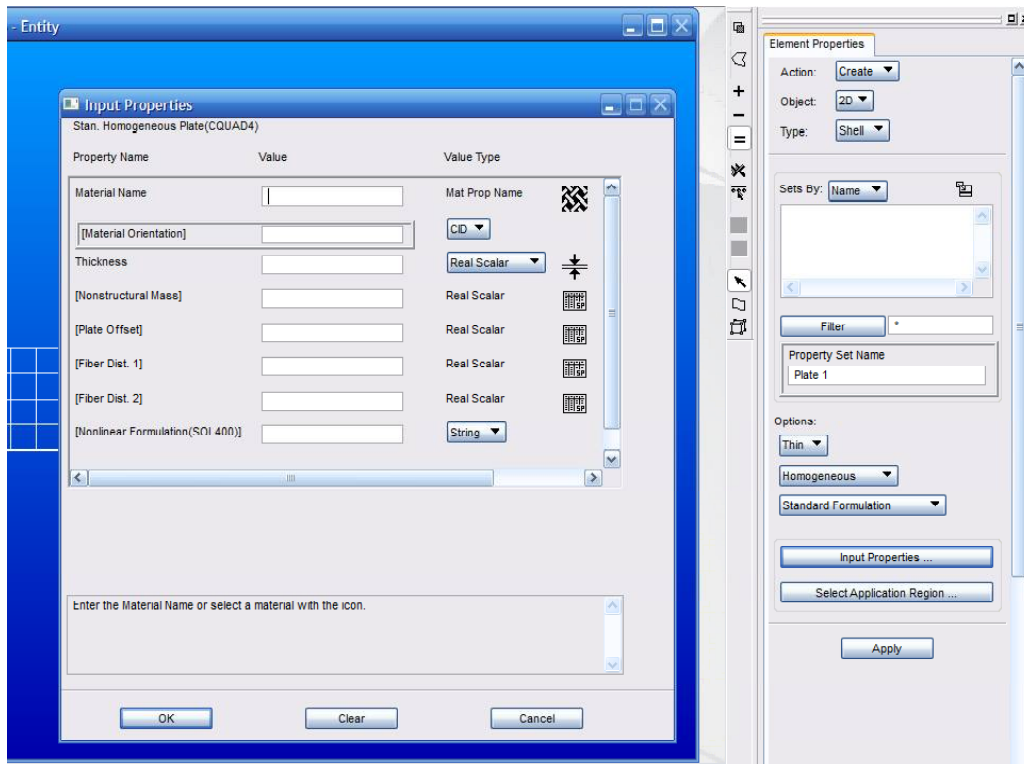 - Entity
Input Properties
Stan. Homogeneous Plate(CQUAD4)
Property Name Value Value Type
Material Name Mat Prop Name
[Material Orientation] CID
Thickness Real Scalar
[Nonstructural Mass] Real Scalar
[Plate Offset] Real Scalar
[Fiber Dist. 1] Real Scalar
[Fiber Dist. 2] Real Scalar
[Nonlinear Formulation(SOL400)] String
Enter the Material Name or select a material with the icon.
OK Clear Cancel
Element Properties
Action: Create
Object: 2D
Type: Shell
Sets By: Name
Filter *
Property Set Name
Plate 1
Options:
Thin
Homogeneous
Standard Formulation
Input Properties ...
Select Application Region ...
Apply